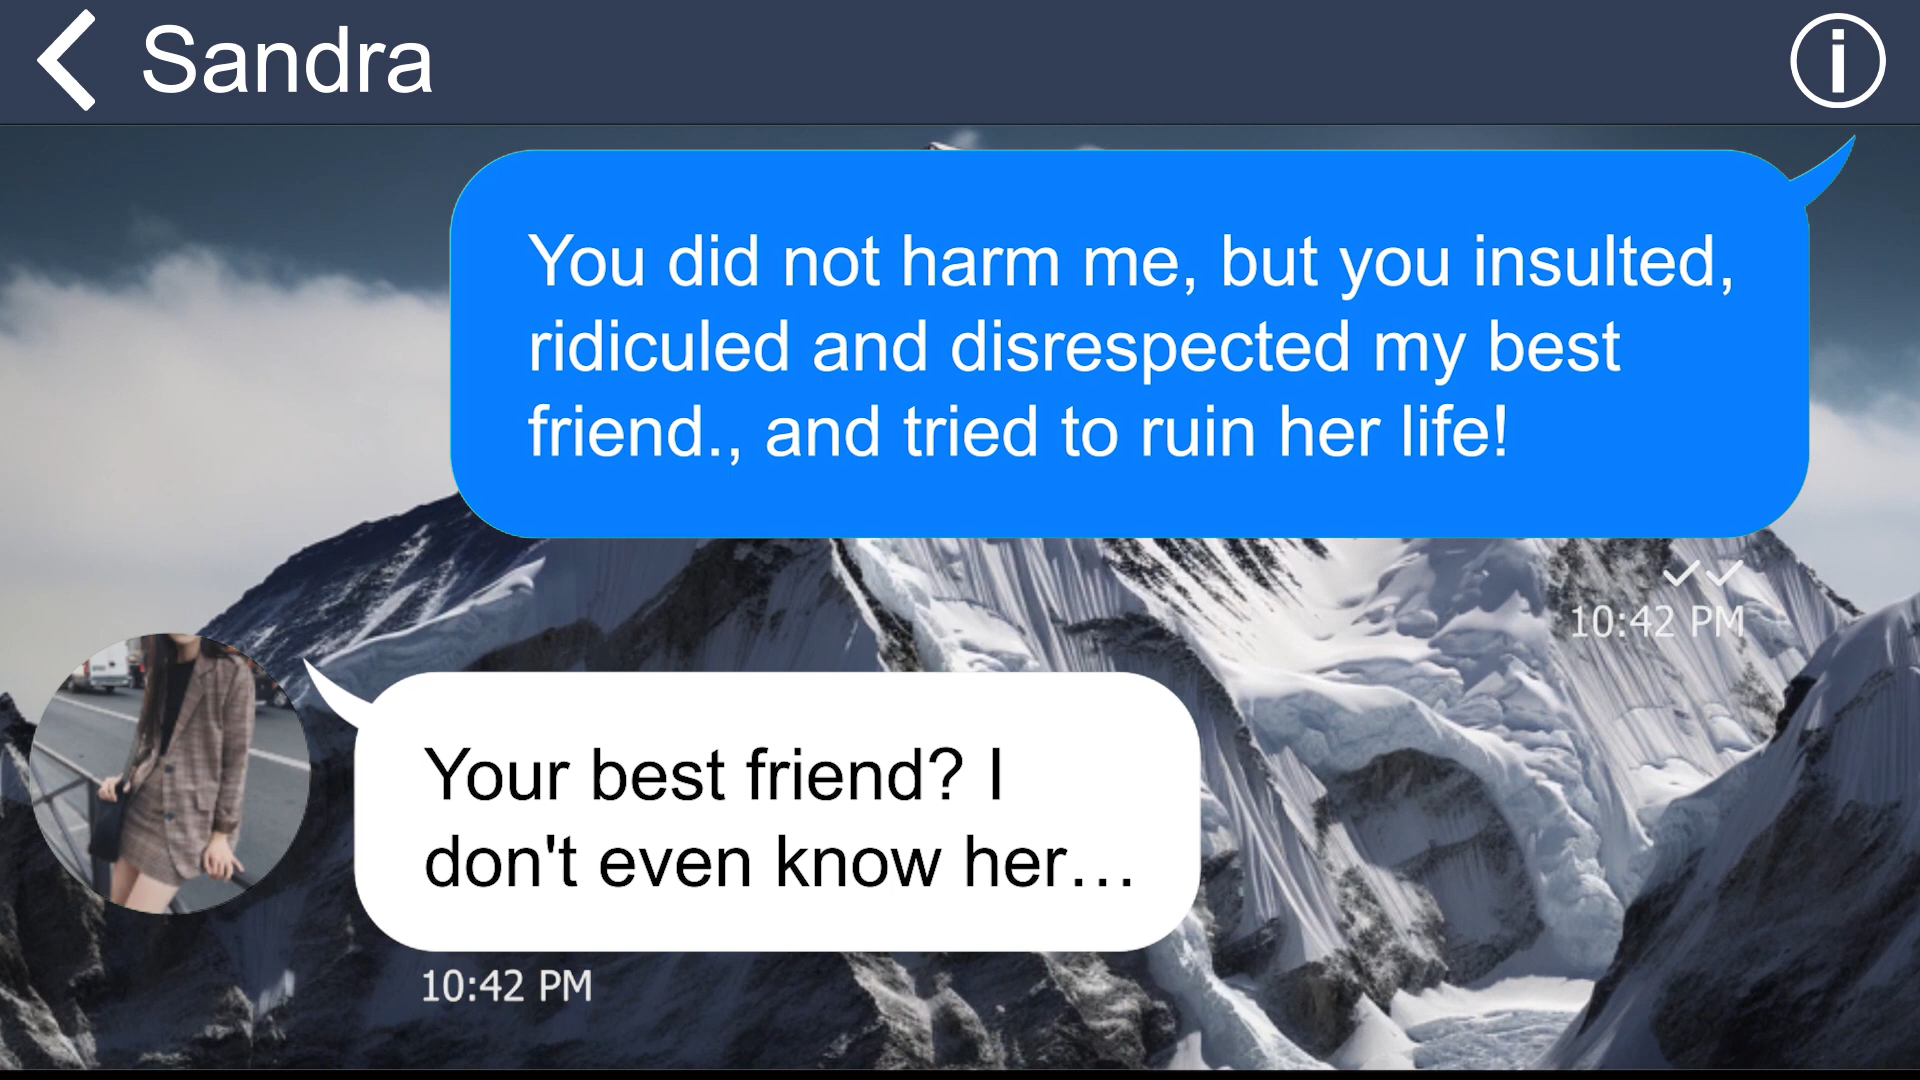 Sandra
You did not harm me, but you insulted,
ridiculed and disrespected my best
friend., and tried to ruin her life!
10:42 PM
Your best friend? I
don't even know her…
10:42 PM